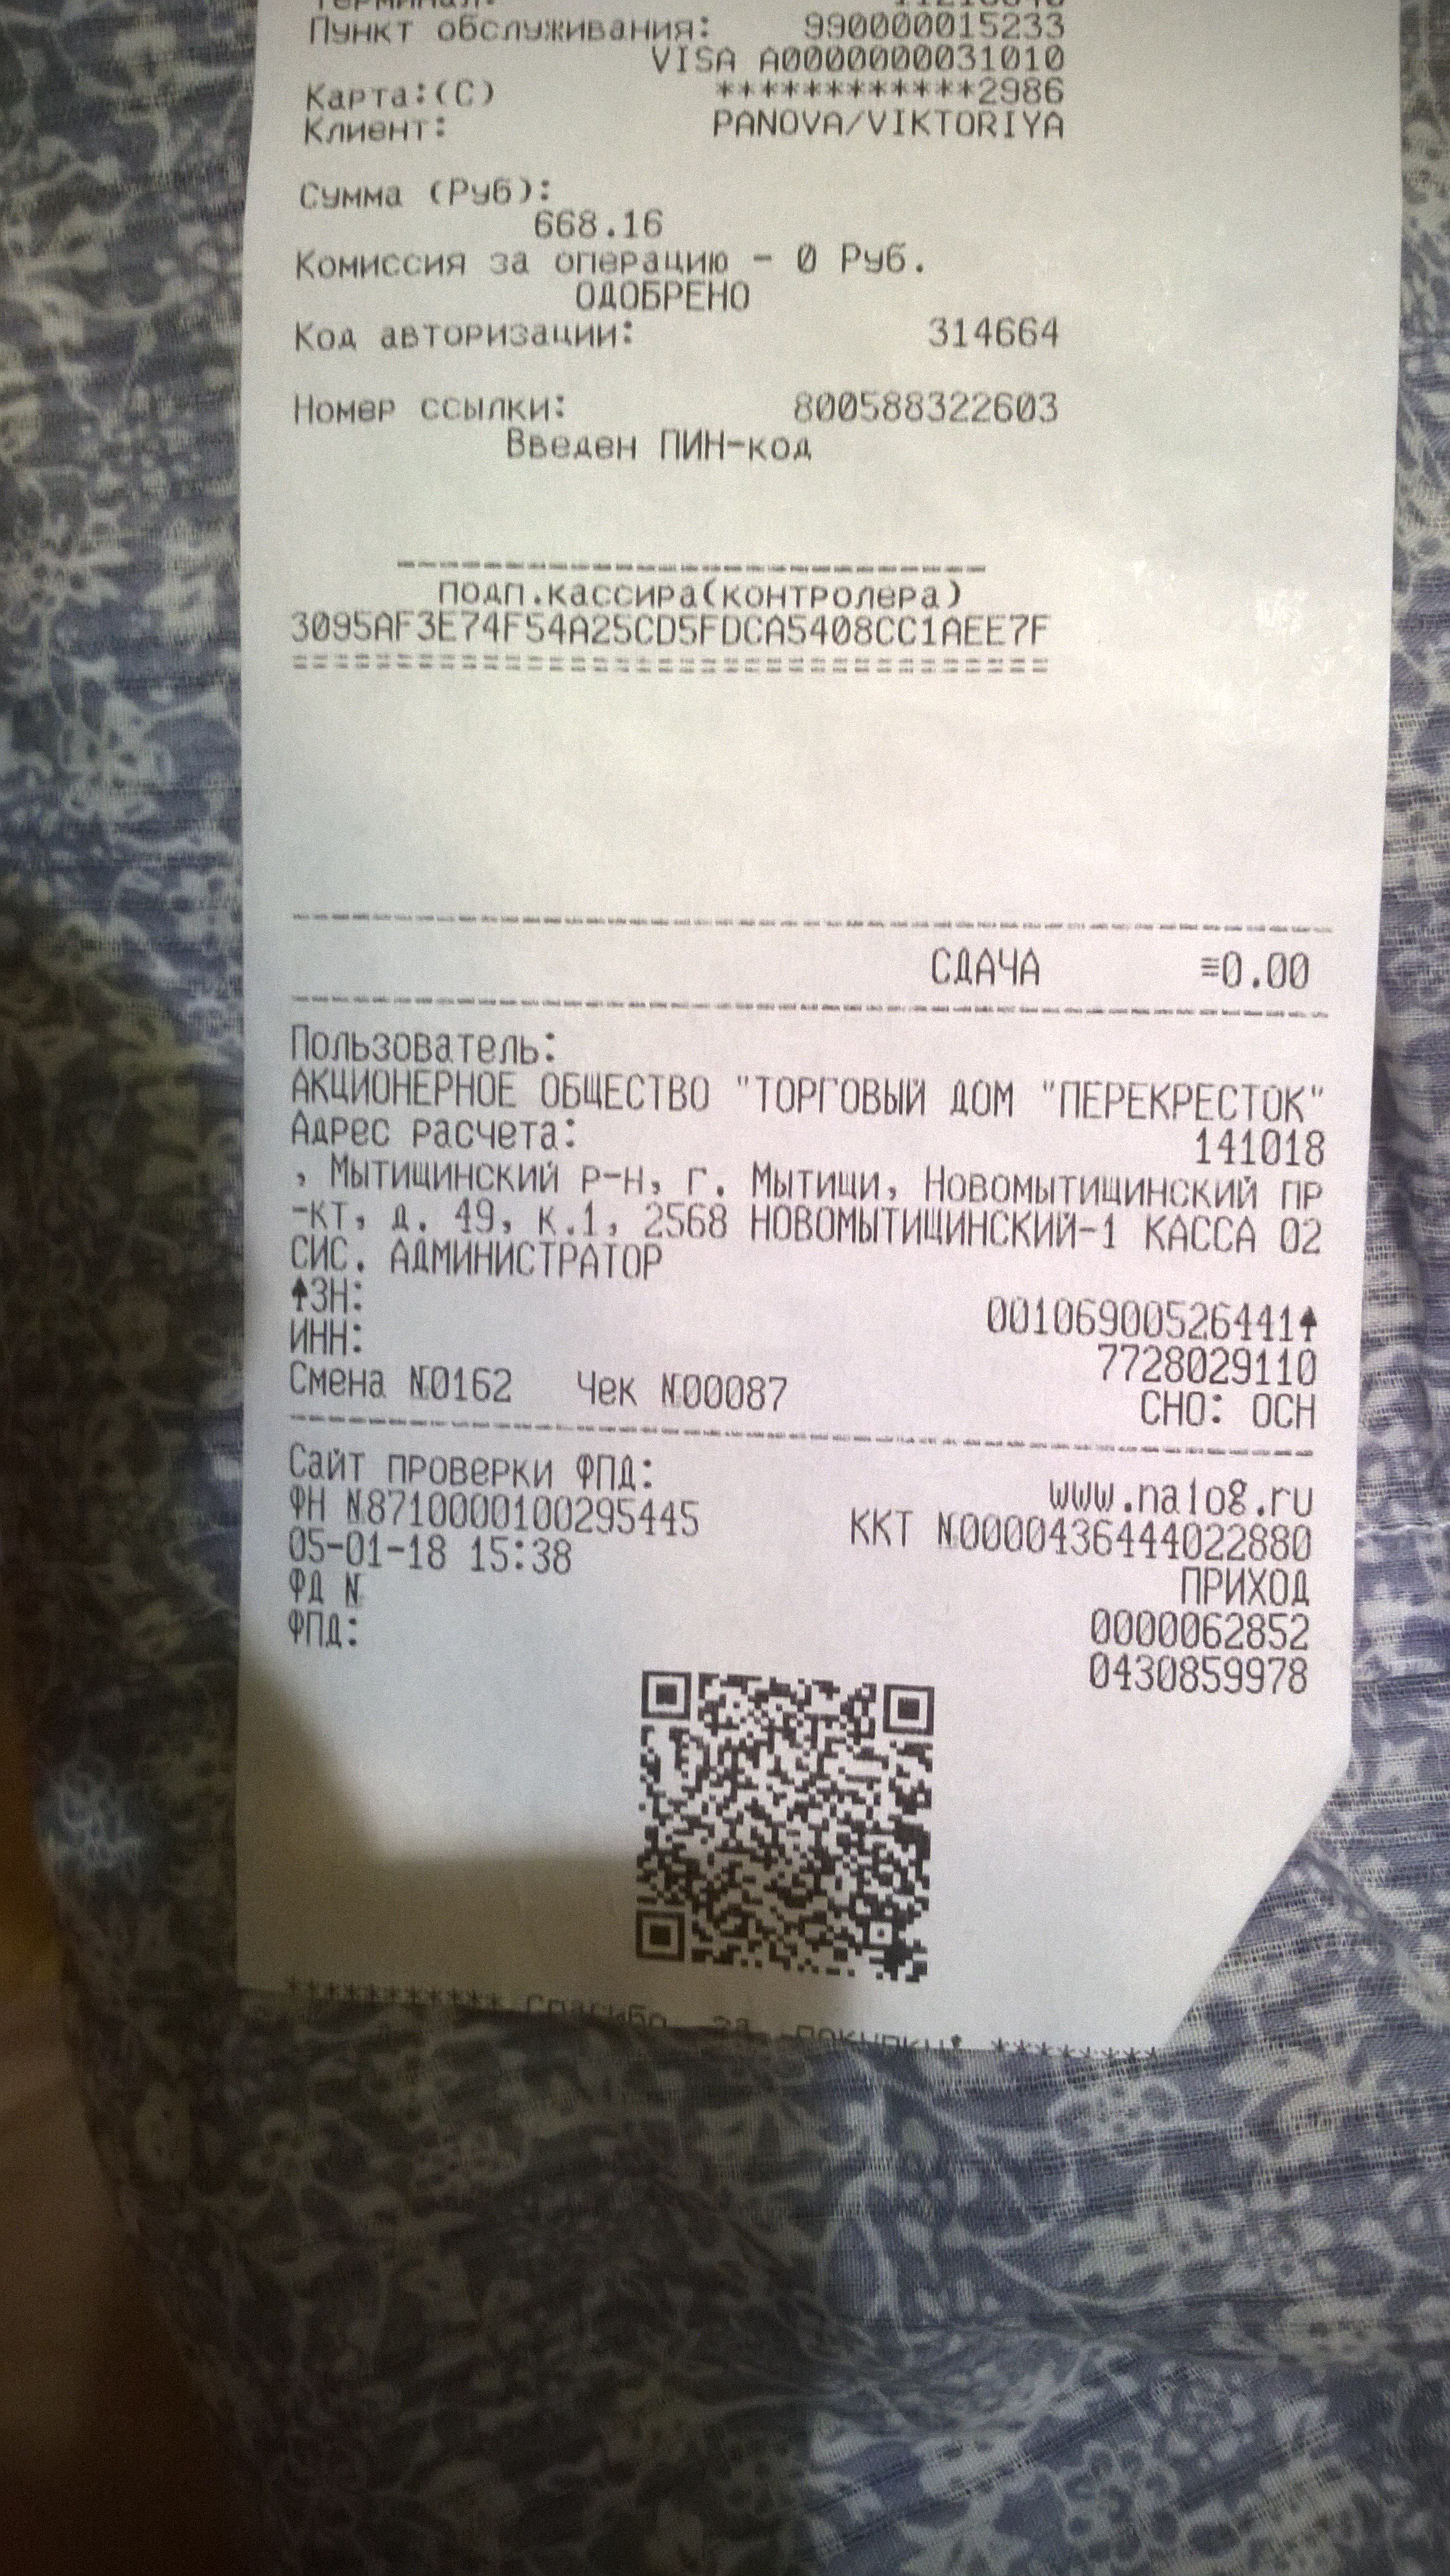 Терминал:
Пункт обслуживания: 990000015233
VISA A0000000031010
Карта:(C) ************2986
Клиент: PANOVA/VIKTORIYA
Сумма (Руб):
668.16
Комиссия за операцию - 0 Руб.
ОДОБРЕНО
Код авторизации: 314664
Номер ссылки: 800588322603
Введен ПИН-код
подп.кассира(контролера)
3095AF3E74F54A25CD5FDCA5408CC1AEE7F
===================================
СДАЧА ≡0.00
Пользователь:
АКЦИОНЕРНОЕ ОБЩЕСТВО "ТОРГОВЫЙ ДОМ "ПЕРЕКРЕСТОК"
Адрес расчета: 141018
, Мытищинский р-н, г. Мытищи, Новомытищинский пр
-кт, д. 49, к.1, 2568 НОВОМЫТИЩИНСКИЙ-1 КАССА 02
СИС. АДМИНИСТРАТОР
↑ЗН: 00106900526441↑
ИНН: 7728029110
Смена №0162 Чек №00087 СНО: ОСН
Сайт проверки ФПД: www.nalog.ru
ФН №8710000100295445 ККТ №0000436444022880
05-01-18 15:38 ПРИХОД
ФД № 0000062852
ФПД: 0430859978
*********** Спасибо за покупку! ********